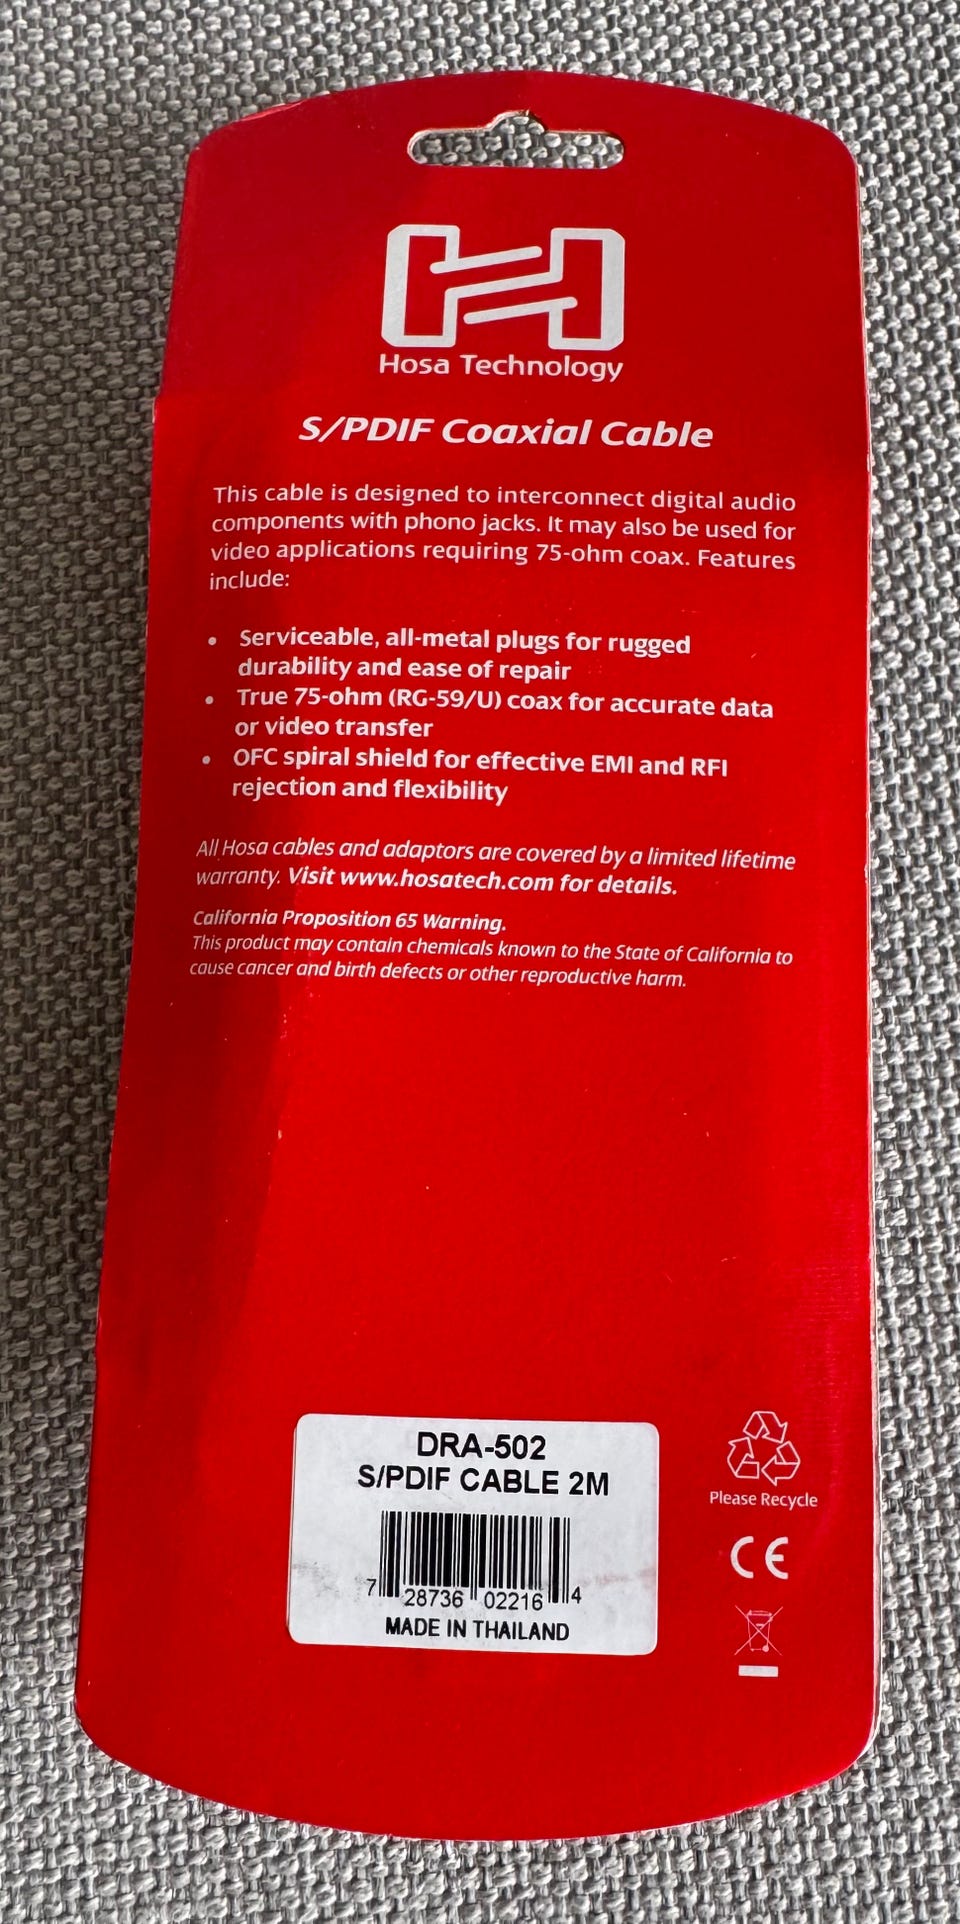 Hosa Technology
S/PDIF Coaxial Cable
This cable is designed to interconnect digital audio
components with phono jacks. It may also be used for
video applications requiring 75-ohm coax. Features
include:
• Serviceable, all-metal plugs for rugged
durability and ease of repair
• True 75-ohm (RG-59/U) coax for accurate data
or video transfer
• OFC spiral shield for effective EMI and RFI
rejection and flexibility
All Hosa cables and adaptors are covered by a limited lifetime
warranty. Visit www.hosatech.com for details.
California Proposition 65 Warning.
This product may contain chemicals known to the State of California to
cause cancer and birth defects or other reproductive harm.
DRA-502
S/PDIF CABLE 2M
7 28736 02216 4
MADE IN THAILAND
Please Recycle
CE